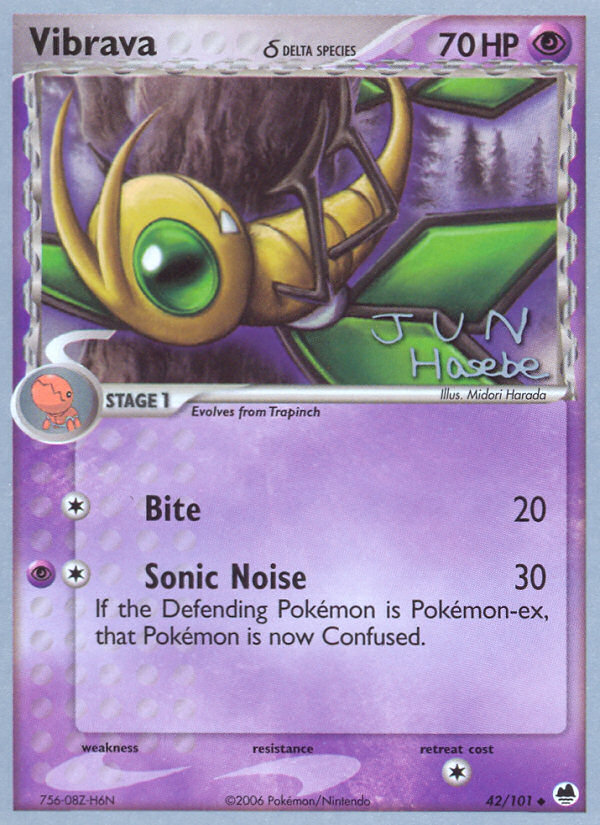 Vibrava δ DELTA SPECIES 70 HP
JUN
Hasebe
Illus. Midori Harada
STAGE 1
Evolves from Trapinch
Bite 20
Sonic Noise 30
If the Defending Pokémon is Pokémon-ex,
that Pokémon is now Confused.
weakness resistance retreat cost
756-08Z-H6N ©2006 Pokémon/Nintendo 42/101 ◆